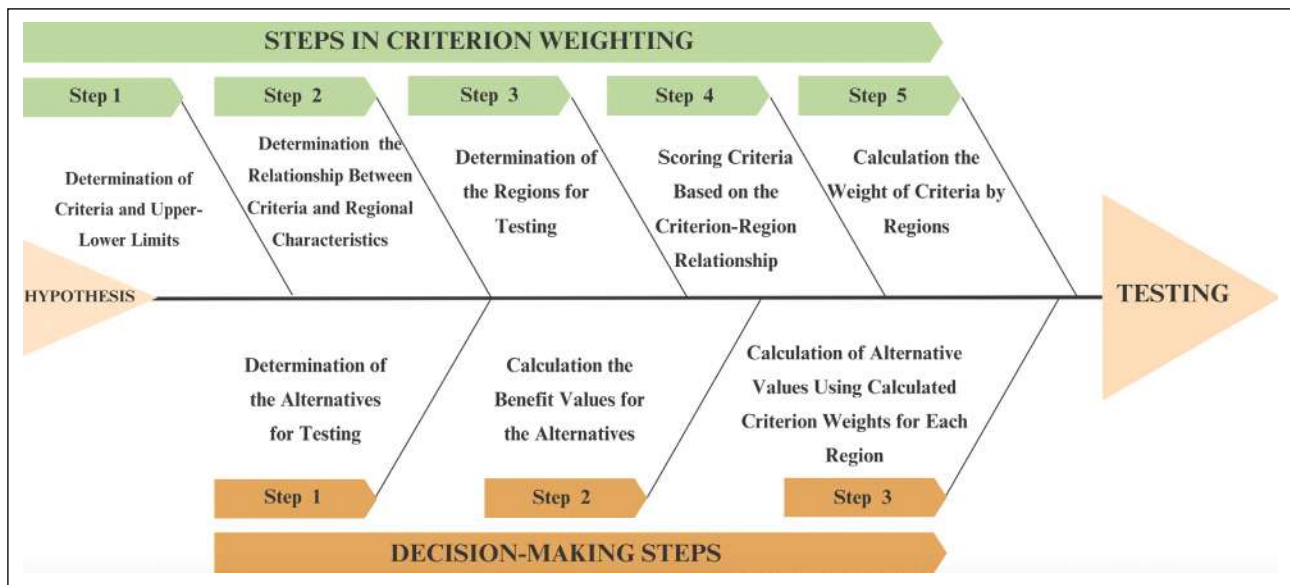 STEPS IN CRITERION WEIGHTING
Step 1
Step 2
Step 3
Step 4
Step 5
Determination of
Criteria and Upper-
Lower Limits
Determination the
Relationship Between
Criteria and Regional
Characteristics
Determination of
the Regions for
Testing
Scoring Criteria
Based on the
Criterion-Region
Relationship
Calculation the
Weight of Criteria by
Regions
HYPOTHESIS
TESTING
Determination of
the Alternatives
for Testing
Calculation the
Benefit Values for
the Alternatives
Calculation of Alternative
Values Using Calculated
Criterion Weights for Each
Region
Step 1
Step 2
Step 3
DECISION-MAKING STEPS